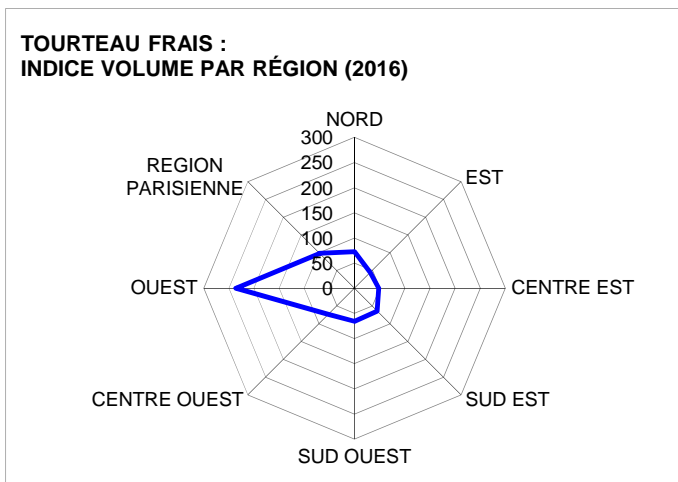 TOURTEAU FRAIS :
INDICE VOLUME PAR RÉGION (2016)
NORD
300
250
200
150
100
50
0
EST
CENTRE EST
SUD EST
SUD OUEST
CENTRE OUEST
OUEST
REGION
PARISIENNE